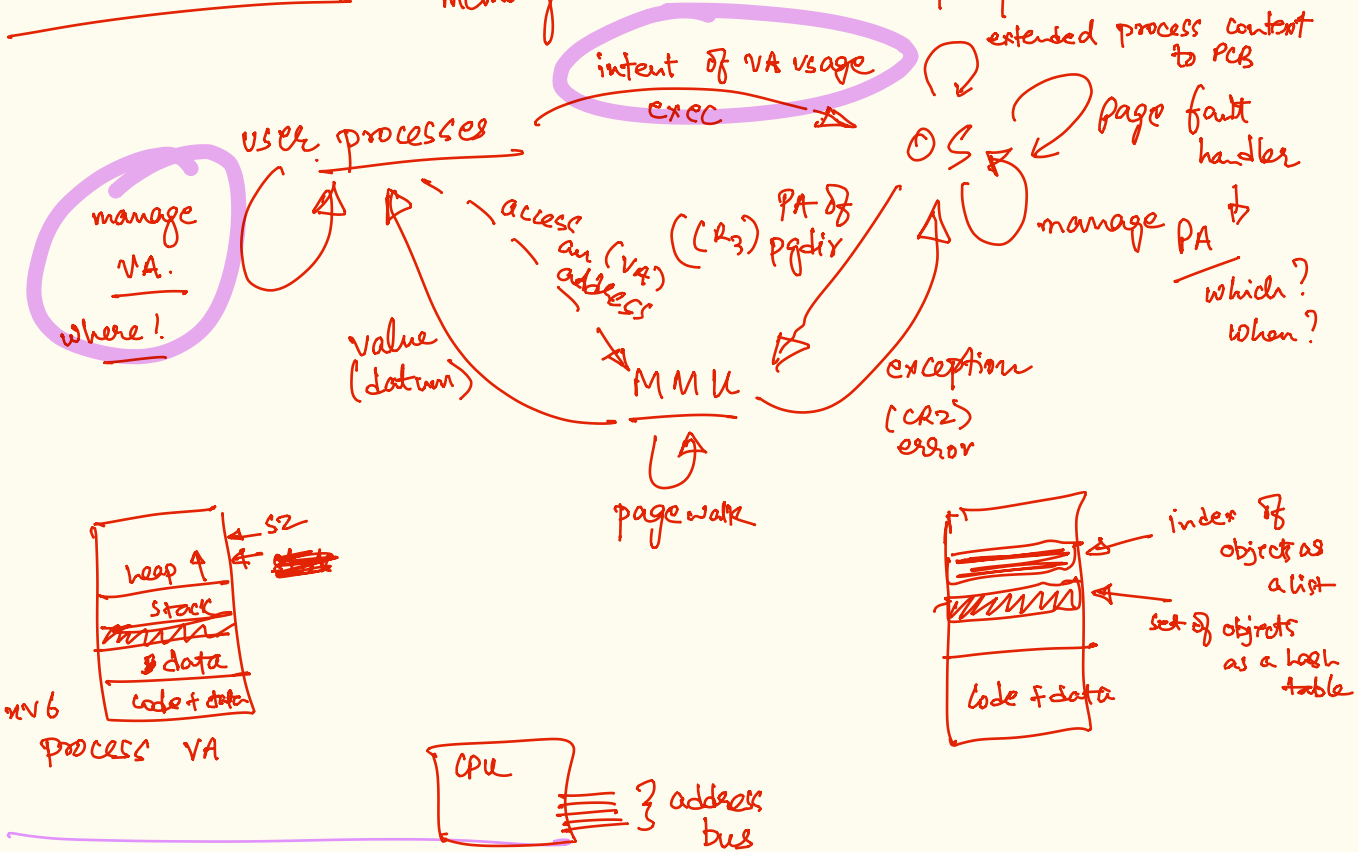 intent of VA usage
exec
extended process context
to PCB
user processes
OS
page fault
handler
manage
VA.
where!
access
an (VA)
address
(CR3)
PA of
pgdir
manage PA
which?
when?
value
(datum)
MMU
exception
(CR2)
error
pagewalk
sz
heap
stack
data
code + data
xv6
process VA
index of
objects as
a list
set of objects
as a hash
table
code + data
CPU
address
bus